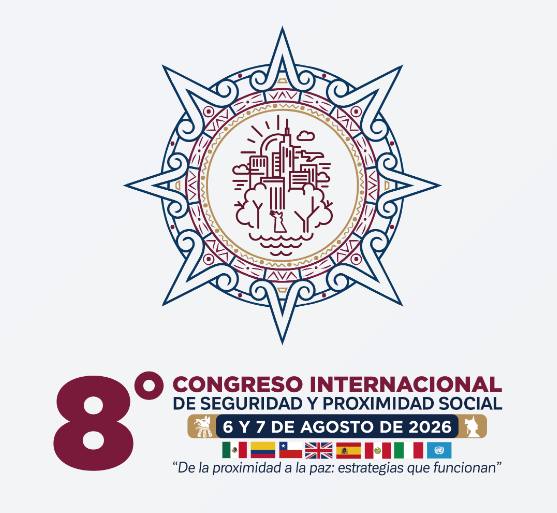 8°
CONGRESO INTERNACIONAL
DE SEGURIDAD Y PROXIMIDAD SOCIAL
6 Y 7 DE AGOSTO DE 2026
“De la proximidad a la paz: estrategias que funcionan”